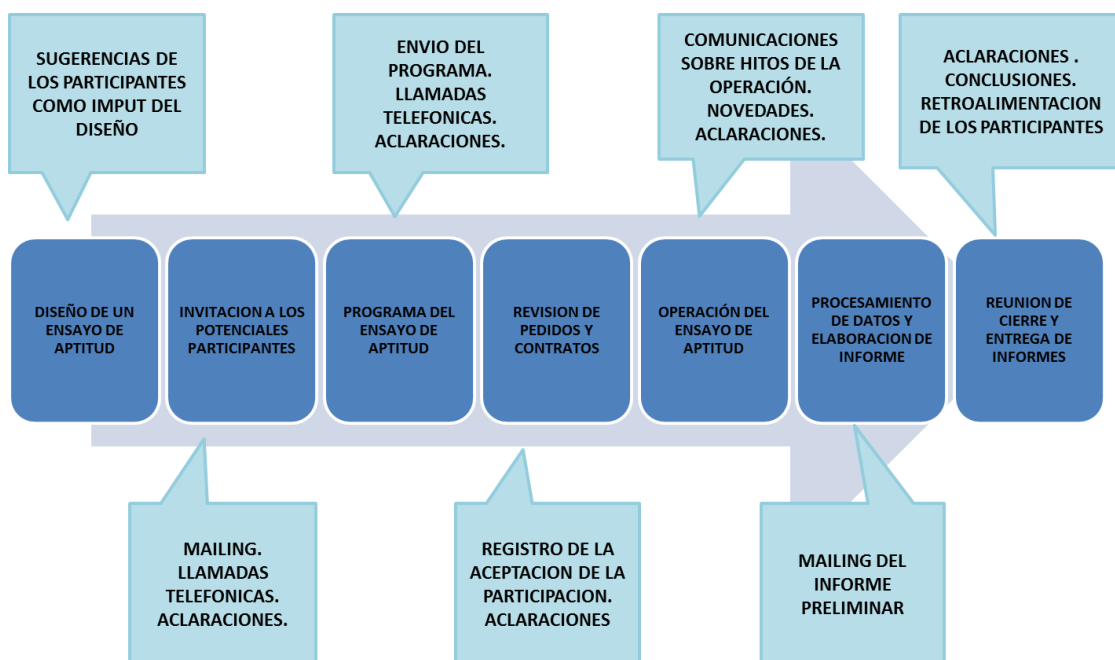 SUGERENCIAS DE
LOS PARTICIPANTES
COMO IMPUT DEL
DISEÑO
ENVIO DEL
PROGRAMA.
LLAMADAS
TELEFONICAS.
ACLARACIONES.
COMUNICACIONES
SOBRE HITOS DE LA
OPERACIÓN.
NOVEDADES.
ACLARACIONES.
ACLARACIONES .
CONCLUSIONES.
RETROALIMENTACION
DE LOS PARTICIPANTES
DISEÑO DE UN
ENSAYO DE
APTITUD
INVITACION A LOS
POTENCIALES
PARTICIPANTES
PROGRAMA DEL
ENSAYO DE
APTITUD
REVISION DE
PEDIDOS Y
CONTRATOS
OPERACIÓN DEL
ENSAYO DE
APTITUD
PROCESAMIENTO
DE DATOS Y
ELABORACION DE
INFORME
REUNION DE
CIERRE Y
ENTREGA DE
INFORMES
MAILING.
LLAMADAS
TELEFONICAS.
ACLARACIONES.
REGISTRO DE LA
ACEPTACION DE LA
PARTICIPACION.
ACLARACIONES
MAILING DEL
INFORME
PRELIMINAR